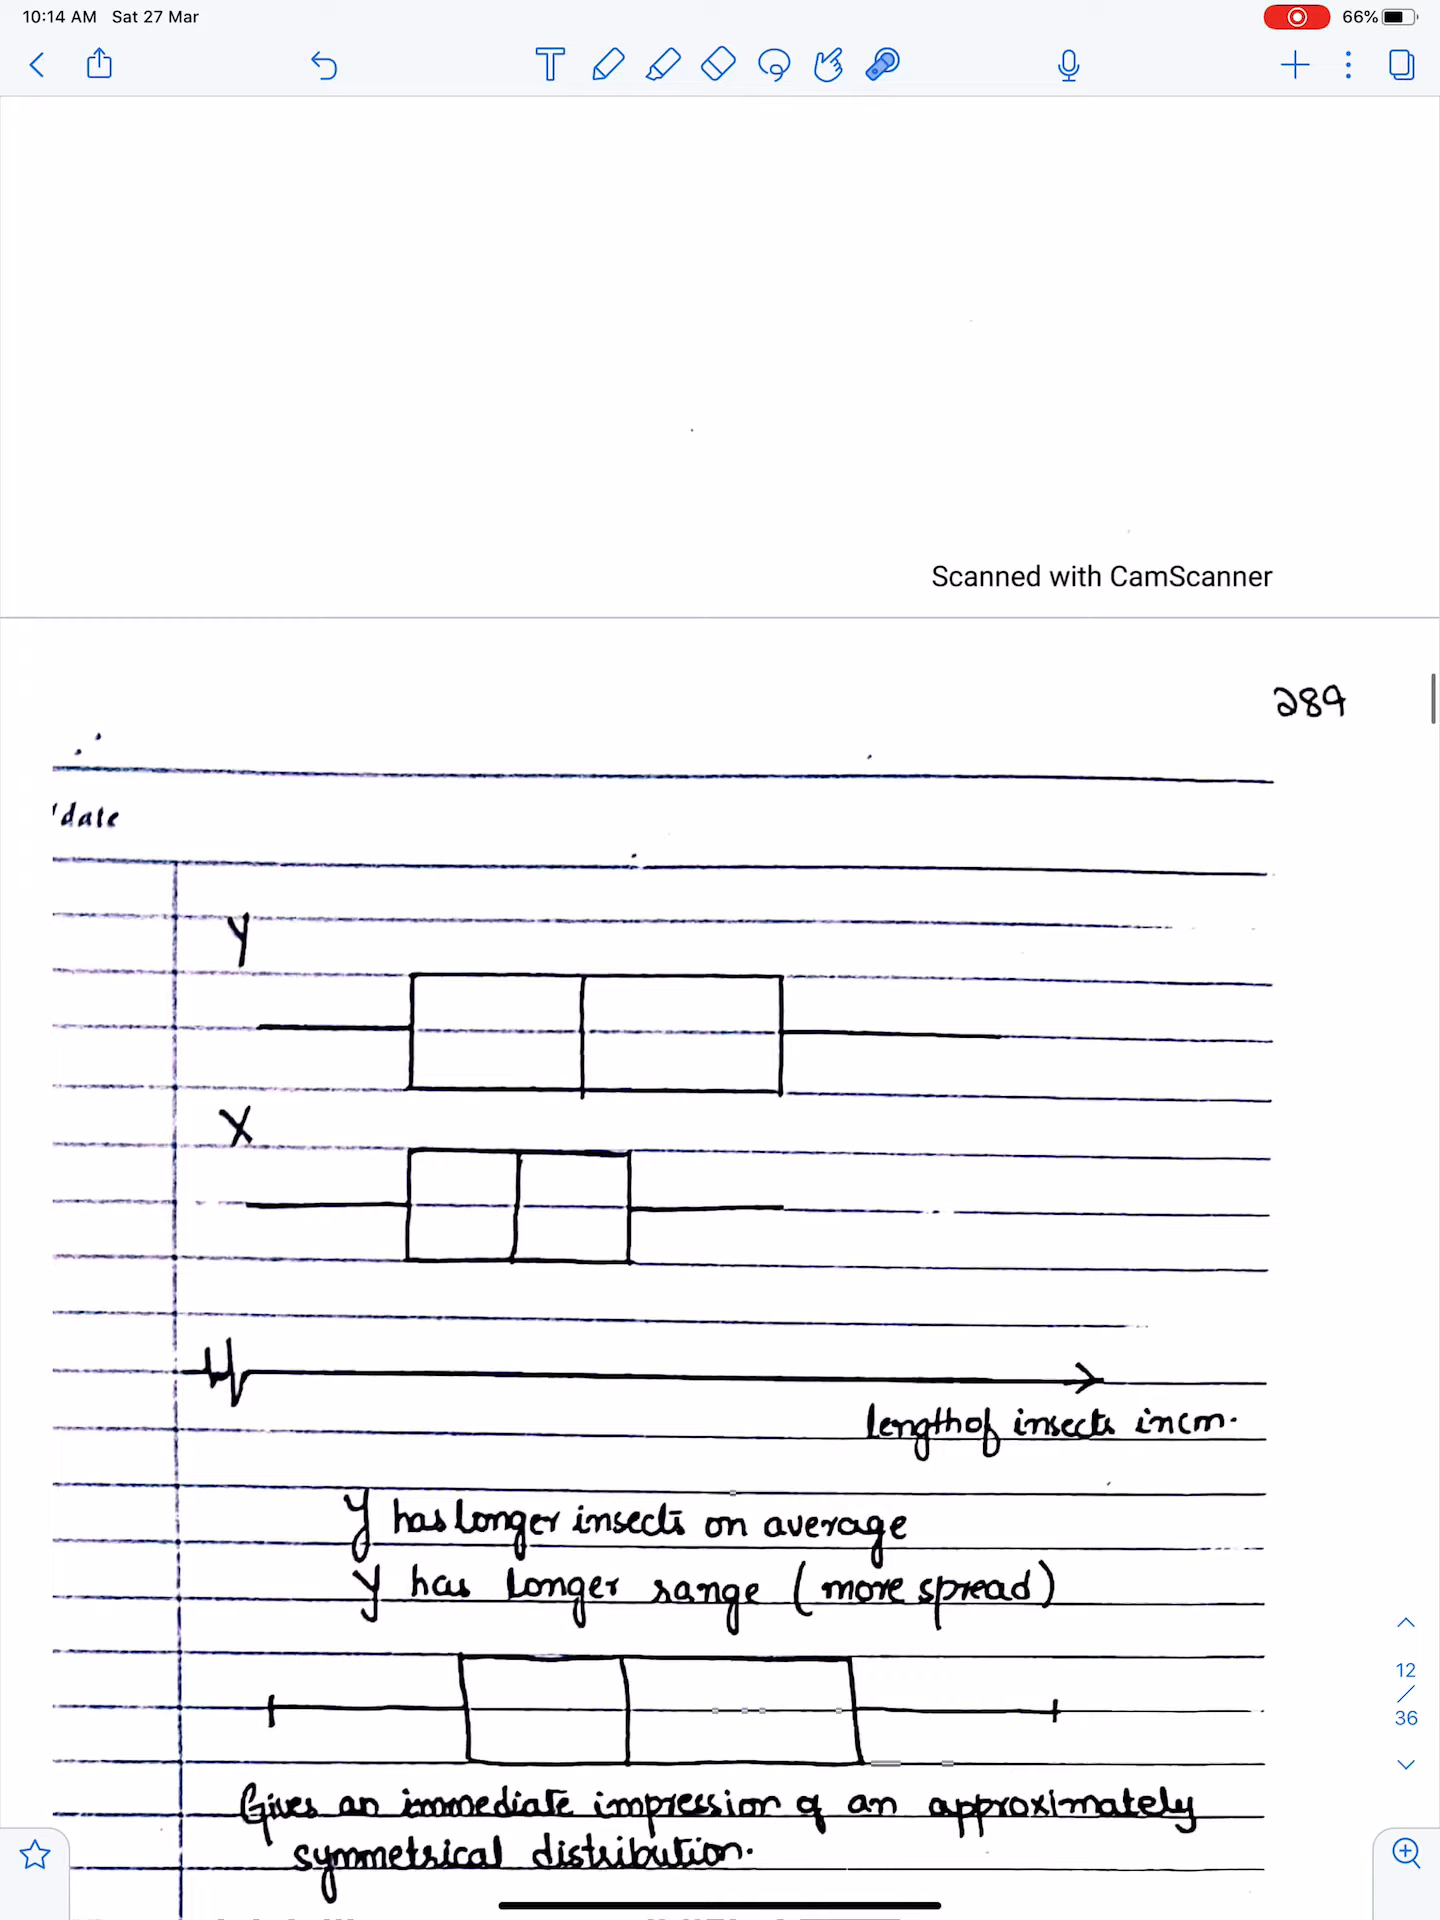 10:14 AM Sat 27 Mar
66%
Scanned with CamScanner
289
date
Y
X
length of insects in cm.
Y has longer insects on average
Y has longer range (more spread)
12
/
36
Gives an immediate impression of an approximately
symmetrical distribution.